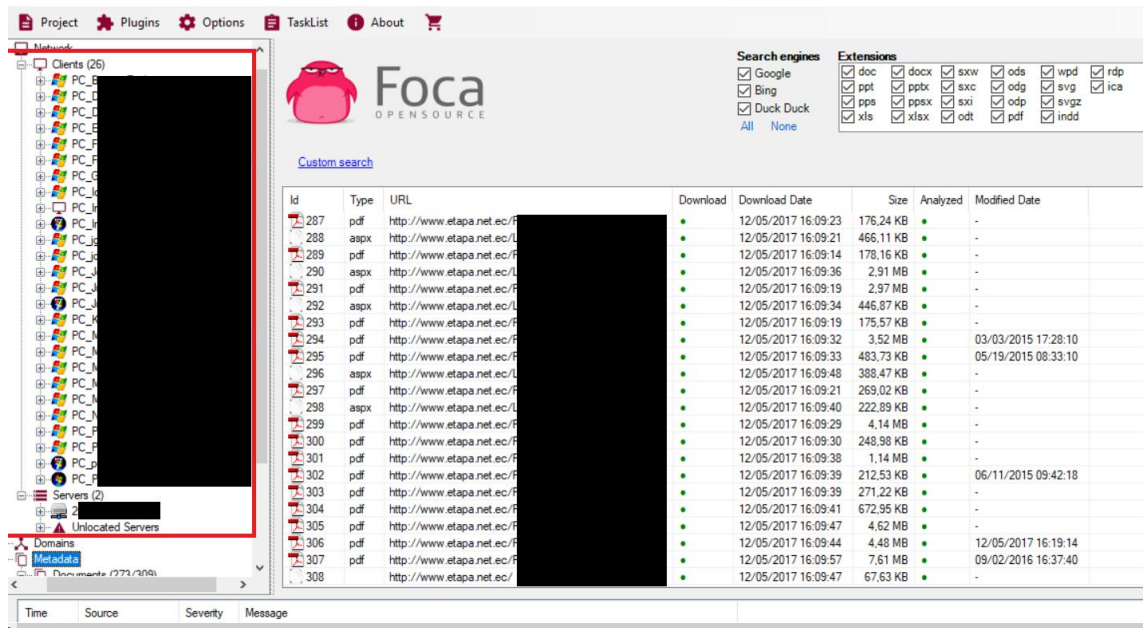 Project Plugins Options TaskList About
Network
Clients (26)
PC_E
PC_D
PC_D
PC_E
PC_F
PC_F
PC_G
PC_Ic
PC_Ir
PC_Ir
PC_jc
PC_jc
PC_Jc
PC_Jc
PC_Jc
PC_K
PC_M
PC_M
PC_M
PC_M
PC_M
PC_N
PC_F
PC_F
PC_p
PC_F
Servers (2)
2
Unlocated Servers
Domains
Metadata
Documents (273/309)
Foca
OPENSOURCE
Custom search
Search engines
Google
Bing
Duck Duck
All None
Extensions
doc docx sxw ods wpd rdp
ppt pptx sxc odg svg ica
pps ppsx sxi odp svgz
xls xlsx odt pdf indd
Id Type URL Download Download Date Size Analyzed Modified Date
287 pdf http://www.etapa.net.ec/F 12/05/2017 16:09:23 176,24 KB -
288 aspx http://www.etapa.net.ec/L 12/05/2017 16:09:21 466,11 KB -
289 pdf http://www.etapa.net.ec/F 12/05/2017 16:09:14 178,16 KB -
290 aspx http://www.etapa.net.ec/L 12/05/2017 16:09:36 2,91 MB -
291 pdf http://www.etapa.net.ec/F 12/05/2017 16:09:19 2,97 MB -
292 aspx http://www.etapa.net.ec/L 12/05/2017 16:09:34 446,87 KB -
293 pdf http://www.etapa.net.ec/F 12/05/2017 16:09:19 175,57 KB -
294 pdf http://www.etapa.net.ec/F 12/05/2017 16:09:32 3,52 MB 03/03/2015 17:28:10
295 pdf http://www.etapa.net.ec/F 12/05/2017 16:09:33 483,73 KB 05/19/2015 08:33:10
296 aspx http://www.etapa.net.ec/L 12/05/2017 16:09:48 388,47 KB -
297 pdf http://www.etapa.net.ec/F 12/05/2017 16:09:21 269,02 KB -
298 aspx http://www.etapa.net.ec/L 12/05/2017 16:09:40 222,89 KB -
299 pdf http://www.etapa.net.ec/F 12/05/2017 16:09:29 4,14 MB -
300 pdf http://www.etapa.net.ec/F 12/05/2017 16:09:30 248,98 KB -
301 pdf http://www.etapa.net.ec/F 12/05/2017 16:09:38 1,14 MB -
302 pdf http://www.etapa.net.ec/F 12/05/2017 16:09:39 212,53 KB 06/11/2015 09:42:18
303 pdf http://www.etapa.net.ec/F 12/05/2017 16:09:39 271,22 KB -
304 pdf http://www.etapa.net.ec/F 12/05/2017 16:09:41 672,95 KB -
305 pdf http://www.etapa.net.ec/F 12/05/2017 16:09:47 4,62 MB -
306 pdf http://www.etapa.net.ec/F 12/05/2017 16:09:44 4,48 MB 12/05/2017 16:19:14
307 pdf http://www.etapa.net.ec/F 12/05/2017 16:09:57 7,61 MB 09/02/2016 16:37:40
308 http://www.etapa.net.ec/ 12/05/2017 16:09:47 67,63 KB -
Time Source Severity Message